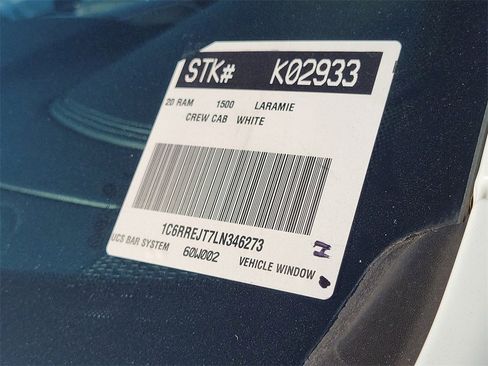 STK# K02933
20 RAM 1500 LARAMIE
CREW CAB WHITE
1C6RREJT7LN346273
UCS BAR SYSTEM 60W002 VEHICLE WINDOW